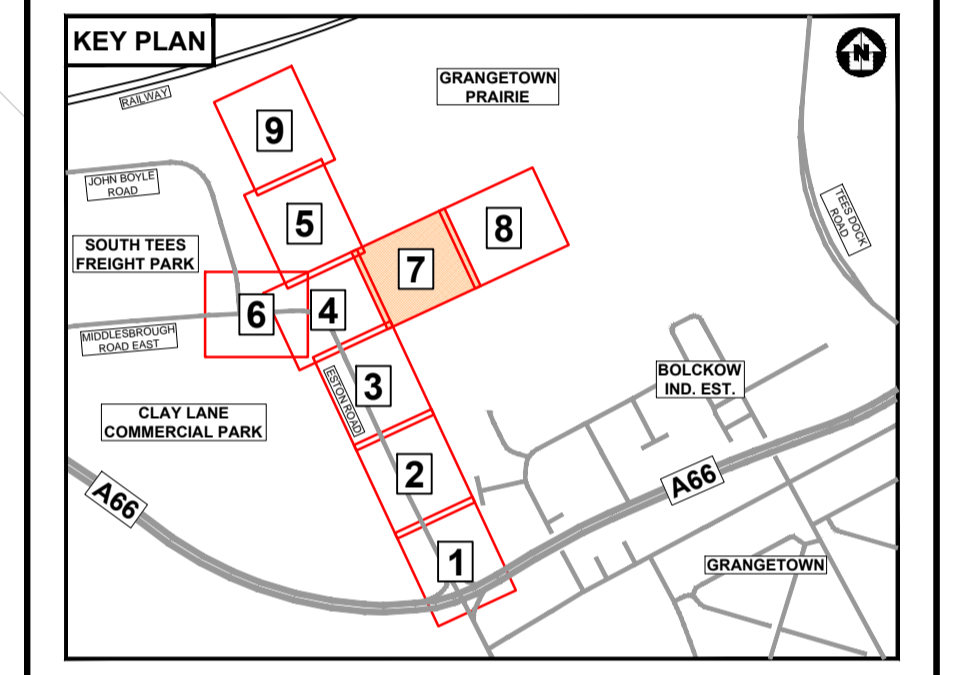 KEY PLAN
N
GRANGETOWN
PRAIRIE
RAILWAY
9
JOHN BOYLE
ROAD
TEES DOCK
ROAD
5
8
SOUTH TEES
FREIGHT PARK
7
6
4
MIDDLESBROUGH
ROAD EAST
BOLCKOW
IND. EST.
3
ESTON ROAD
CLAY LANE
COMMERCIAL PARK
2
A66
A66
1
GRANGETOWN